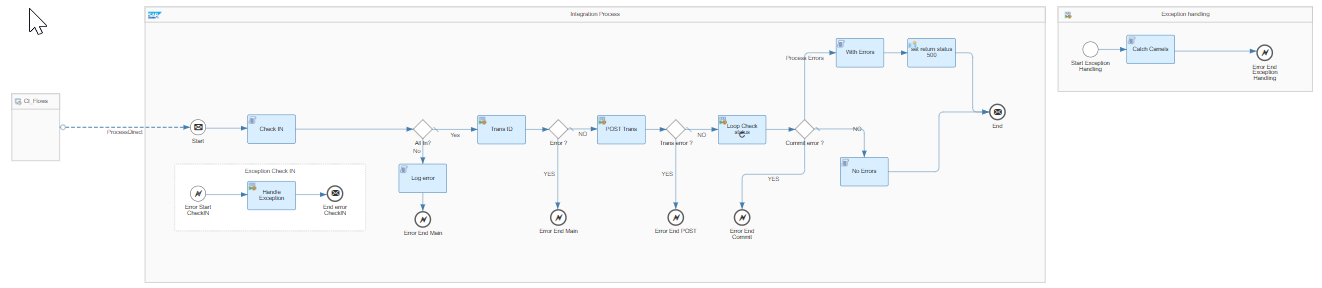 Integration Process
Exception handling
CI_Flows
ProcessDirect
Start
Check IN
All in?
Yes
No
Trans ID
Error ?
NO
YES
POST Trans
Trans error ?
NO
YES
Loop Check
status
Commit error ?
YES
NO
Process Errors
With Errors
set return status
500
No Errors
End
Log error
Error End Main
Error End Main
Error End POST
Error End
Commit
Exception Check IN
Error Start
CheckIN
Handle
Exception
End error
CheckIN
Start Exception
Handling
Catch Camels
Error End
Exception
Handling